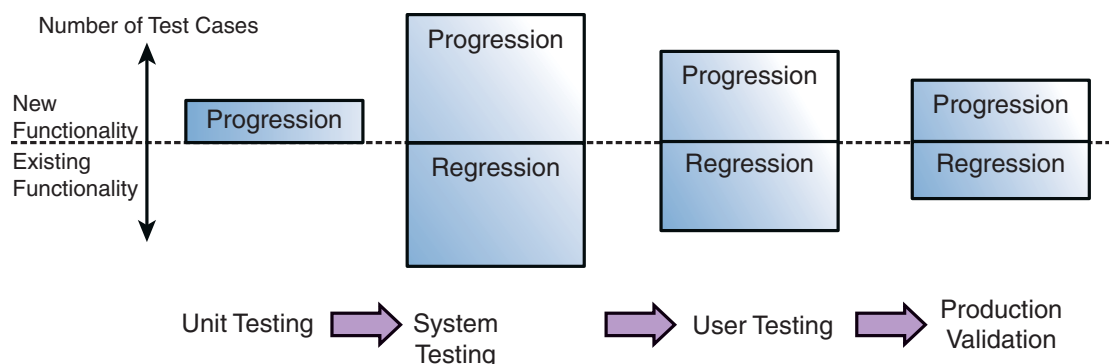 Number of Test Cases
New
Functionality
Existing
Functionality
Progression
Progression
Regression
Progression
Regression
Progression
Regression
Unit Testing
System
Testing
User Testing
Production
Validation